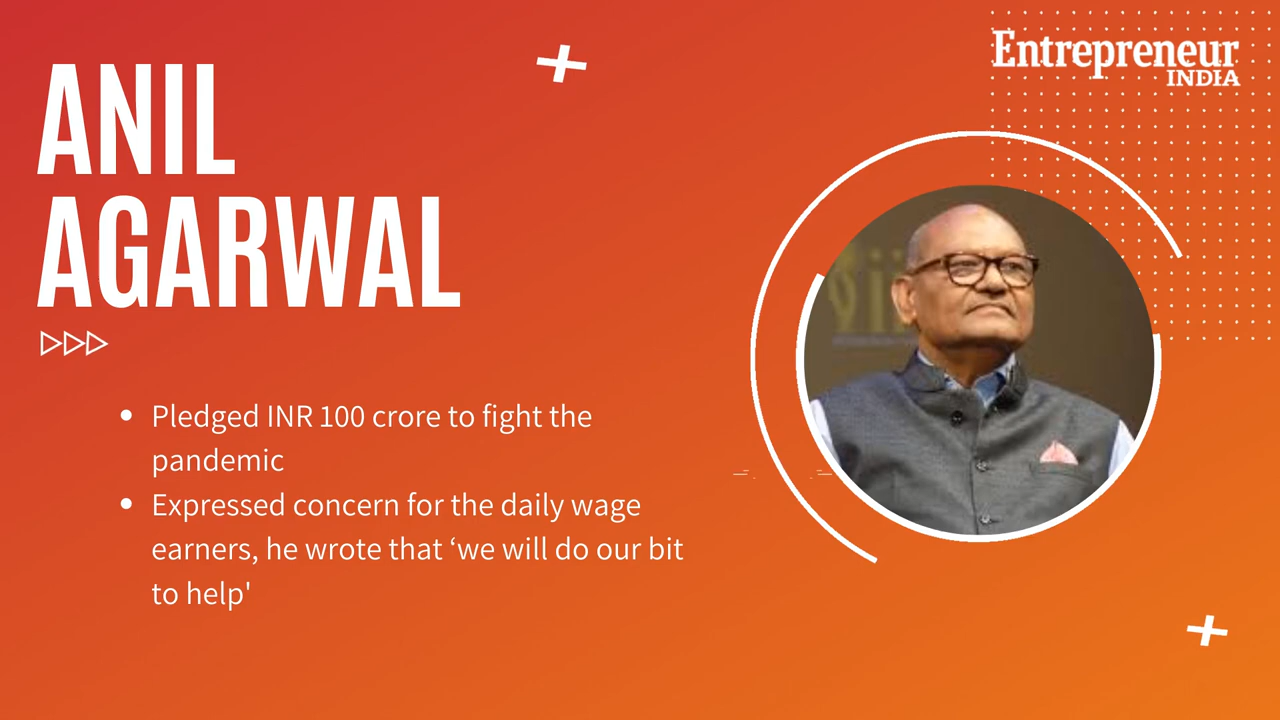 Entrepreneur
INDIA
ANIL
AGARWAL
• Pledged INR 100 crore to fight the
pandemic
• Expressed concern for the daily wage
earners, he wrote that ‘we will do our bit
to help'